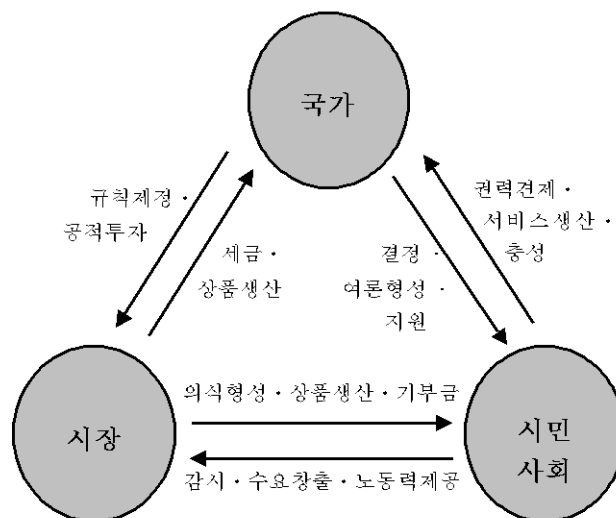 국가
규칙제정·
공적투자
세금·
상품생산
결정·
여론형성·
지원
권력견제·
서비스생산·
충성
시장
의식형성·상품생산·기부금
감시·수요창출·노동력제공
시민
사회